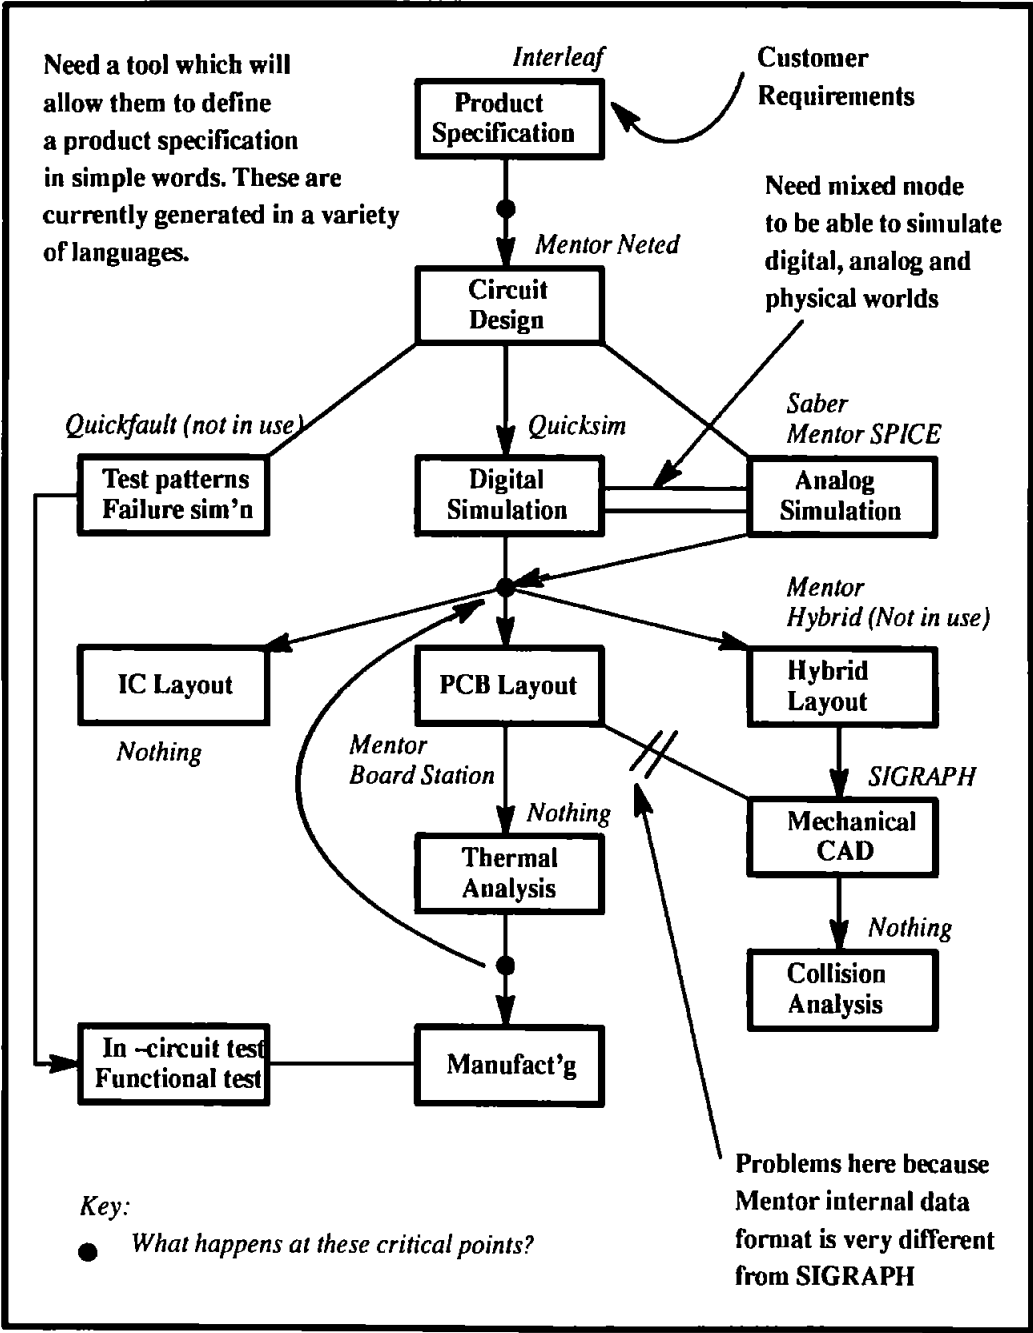 Need a tool which will
allow them to define
a product specification
in simple words. These are
currently generated in a variety
of languages.
Interleaf
Product
Specification
Customer
Requirements
Need mixed mode
to be able to simulate
digital, analog and
physical worlds
Mentor Neted
Circuit
Design
Quickfault (not in use)
Test patterns
Failure sim'n
Quicksim
Digital
Simulation
Saber
Mentor SPICE
Analog
Simulation
Mentor
Hybrid (Not in use)
IC Layout
Nothing
PCB Layout
Hybrid
Layout
Mentor
Board Station
Nothing
Thermal
Analysis
SIGRAPH
Mechanical
CAD
Nothing
Collision
Analysis
In –circuit test
Functional test
Manufact'g
Problems here because
Mentor internal data
format is very different
from SIGRAPH
Key:
What happens at these critical points?